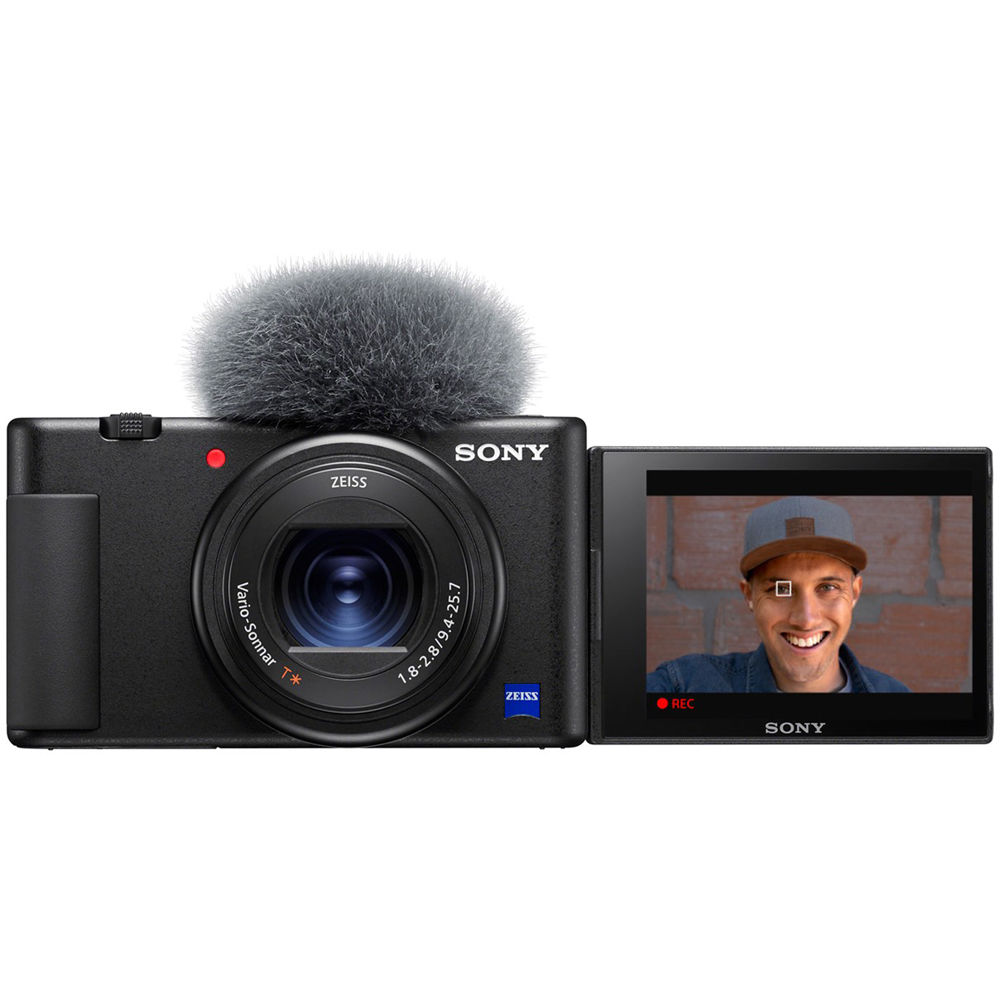 SONY
ZEISS
Vario-Sonnar T* 1.8-2.8/9.4-25.7
ZEISS
REC
SONY